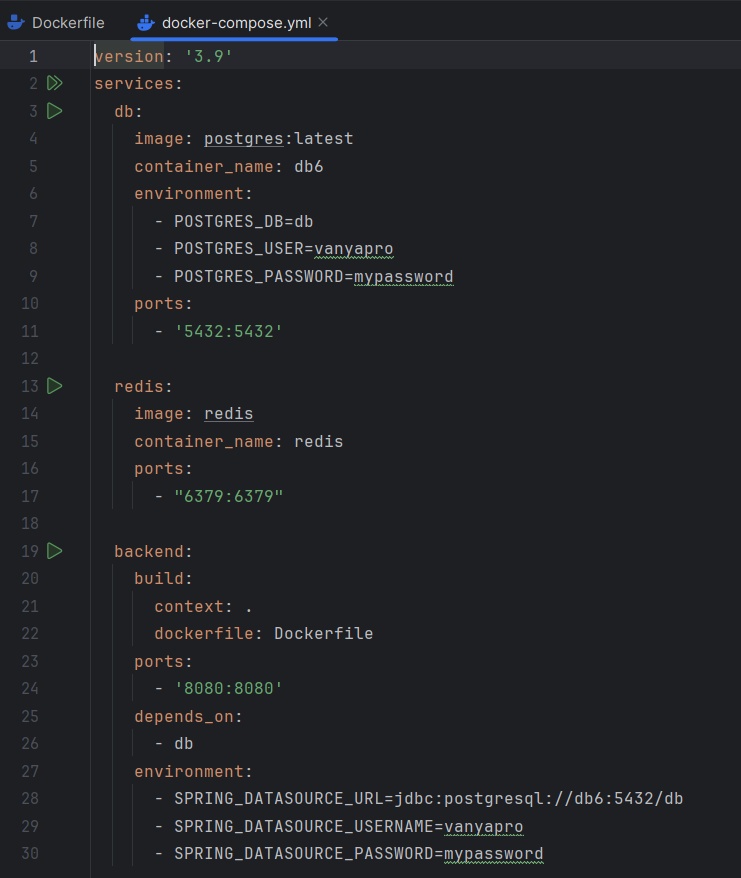 Dockerfile docker-compose.yml
1 version: '3.9'
2 services:
3   db:
4     image: postgres:latest
5     container_name: db6
6     environment:
7       - POSTGRES_DB=db
8       - POSTGRES_USER=vanyapro
9       - POSTGRES_PASSWORD=mypassword
10     ports:
11       - '5432:5432'
12
13   redis:
14     image: redis
15     container_name: redis
16     ports:
17       - "6379:6379"
18
19   backend:
20     build:
21       context: .
22       dockerfile: Dockerfile
23     ports:
24       - '8080:8080'
25     depends_on:
26       - db
27     environment:
28       - SPRING_DATASOURCE_URL=jdbc:postgresql://db6:5432/db
29       - SPRING_DATASOURCE_USERNAME=vanyapro
30       - SPRING_DATASOURCE_PASSWORD=mypassword